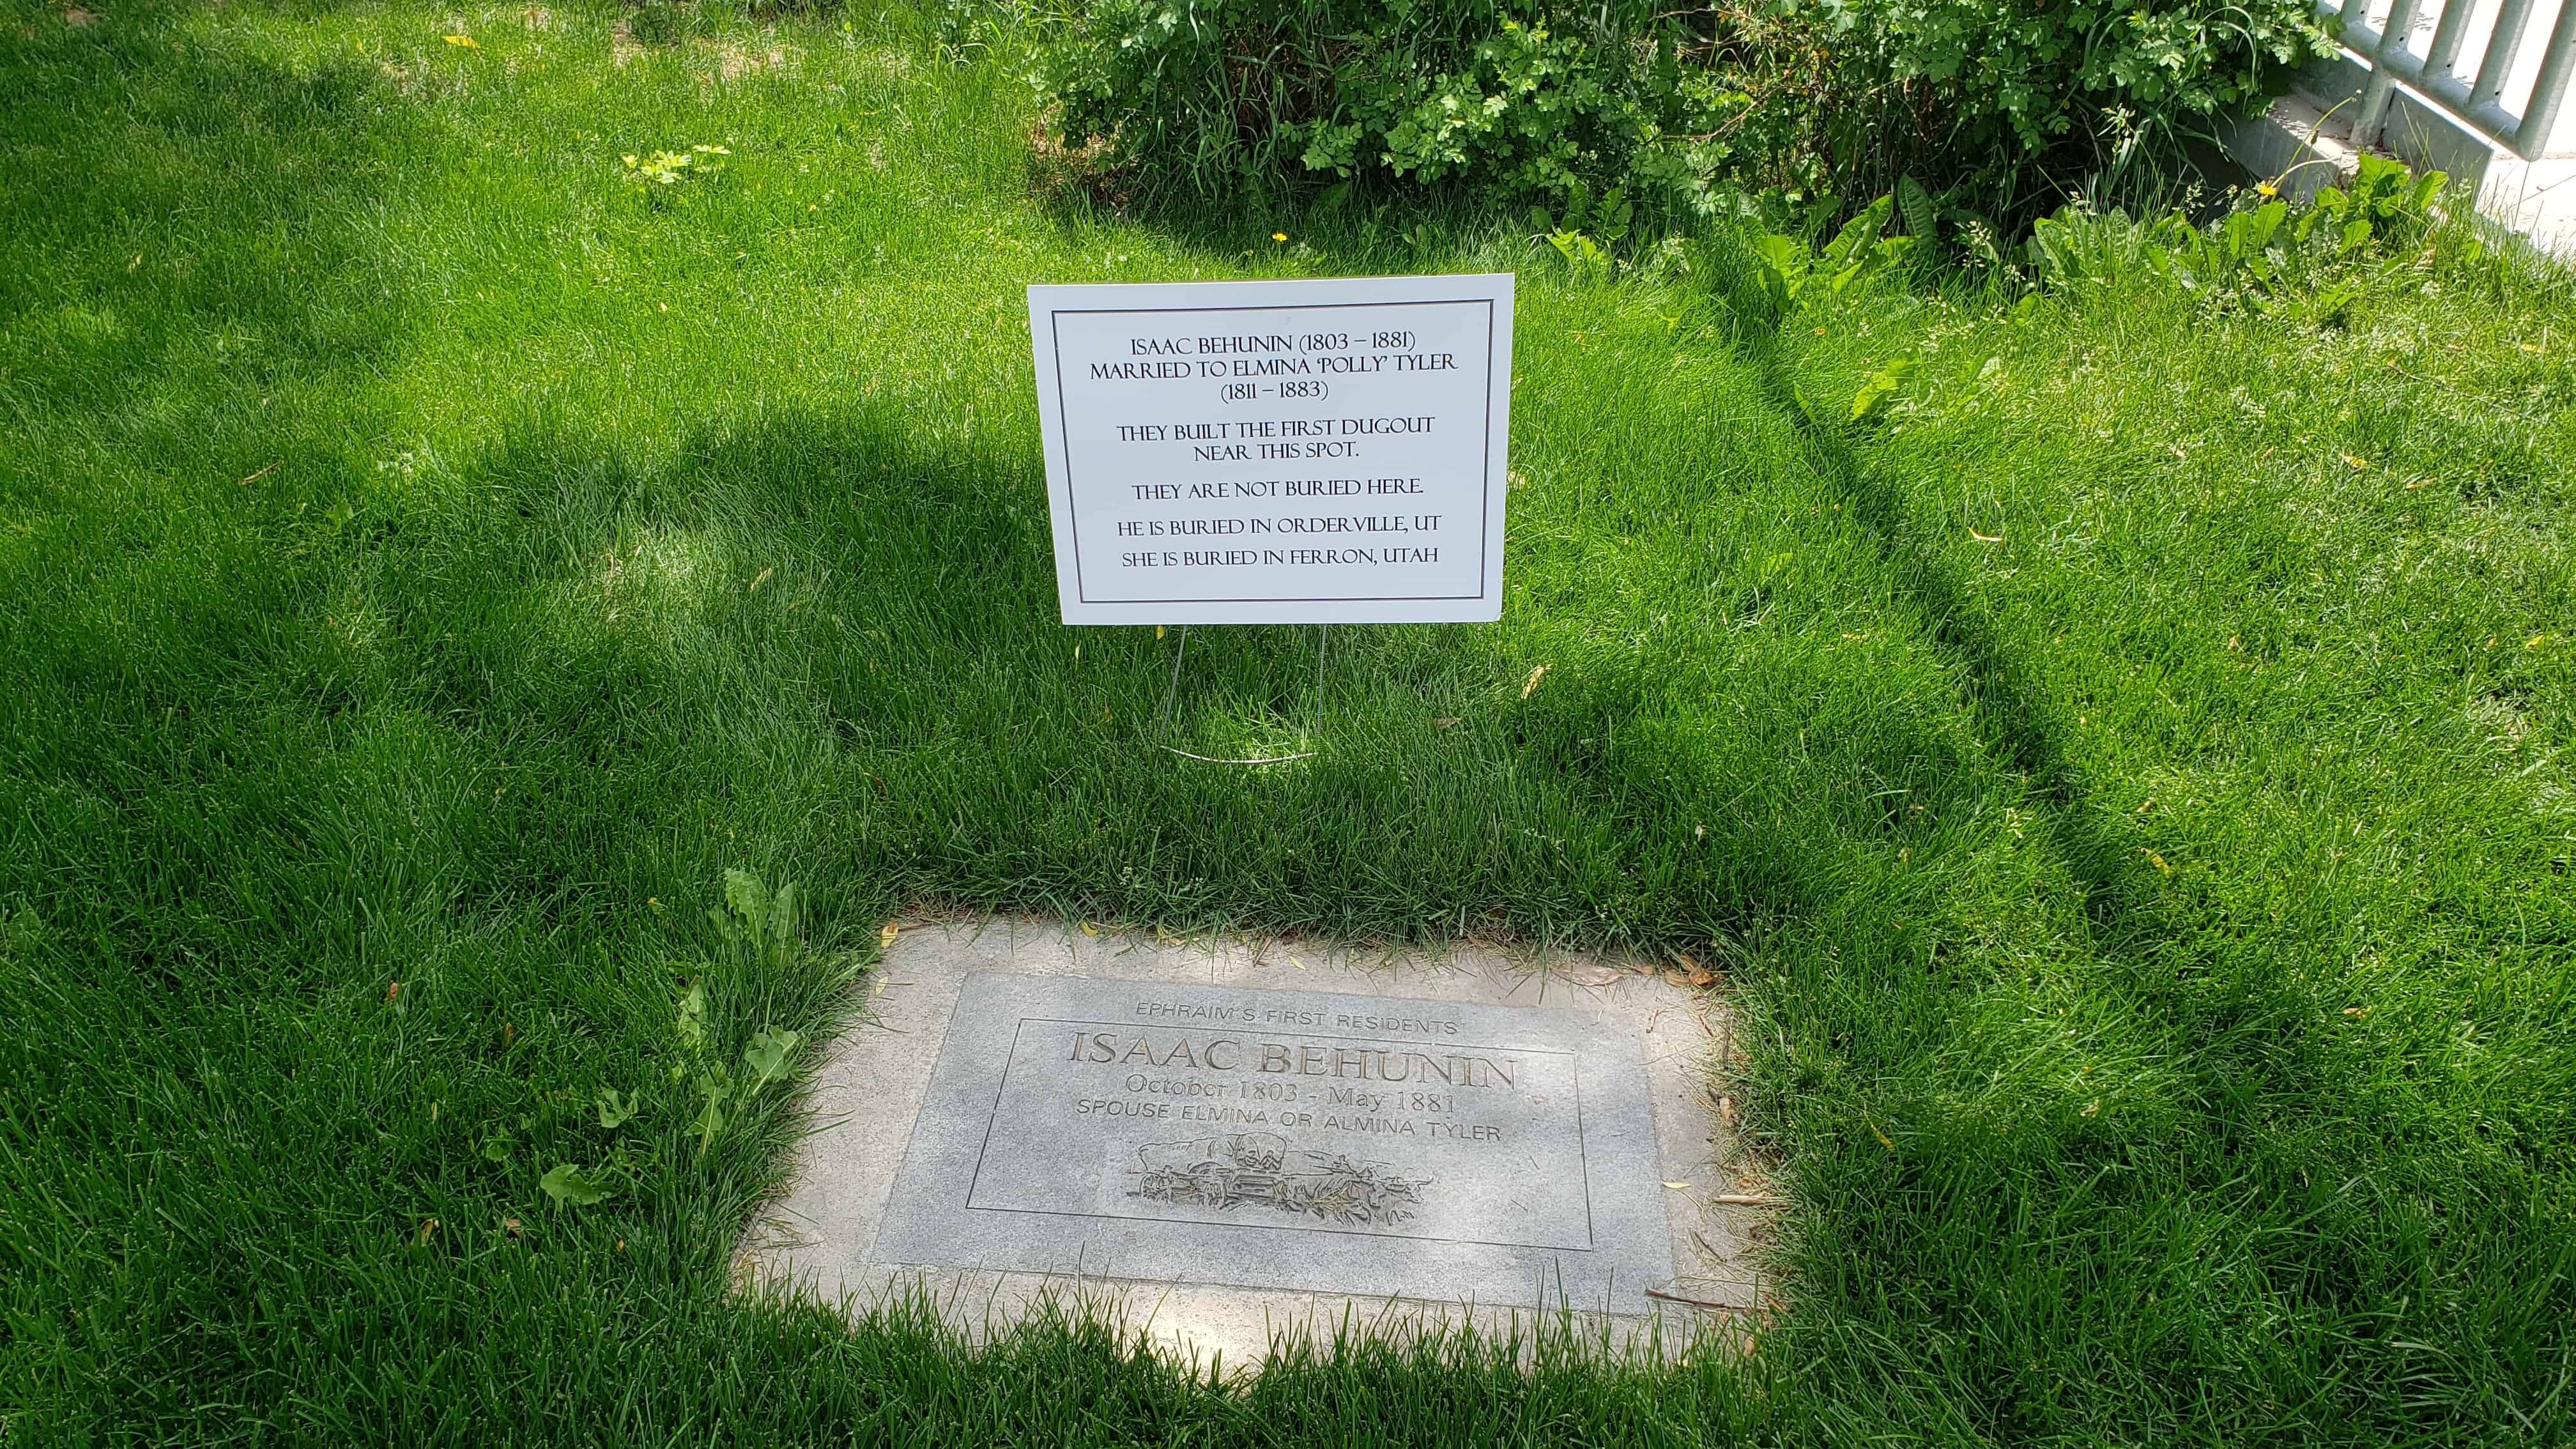 ISAAC BEHUNIN (1803 – 1881)
MARRIED TO ELMINA ‘POLLY’ TYLER
(1811 – 1883)
THEY BUILT THE FIRST DUGOUT
NEAR THIS SPOT.
THEY ARE NOT BURIED HERE.
HE IS BURIED IN ORDERVILLE, UT
SHE IS BURIED IN FERRON, UTAH
EPHRAIM'S FIRST RESIDENTS
ISAAC BEHUNIN
October 1803 - May 1881
SPOUSE ELMINA OR ALMINA TYLER